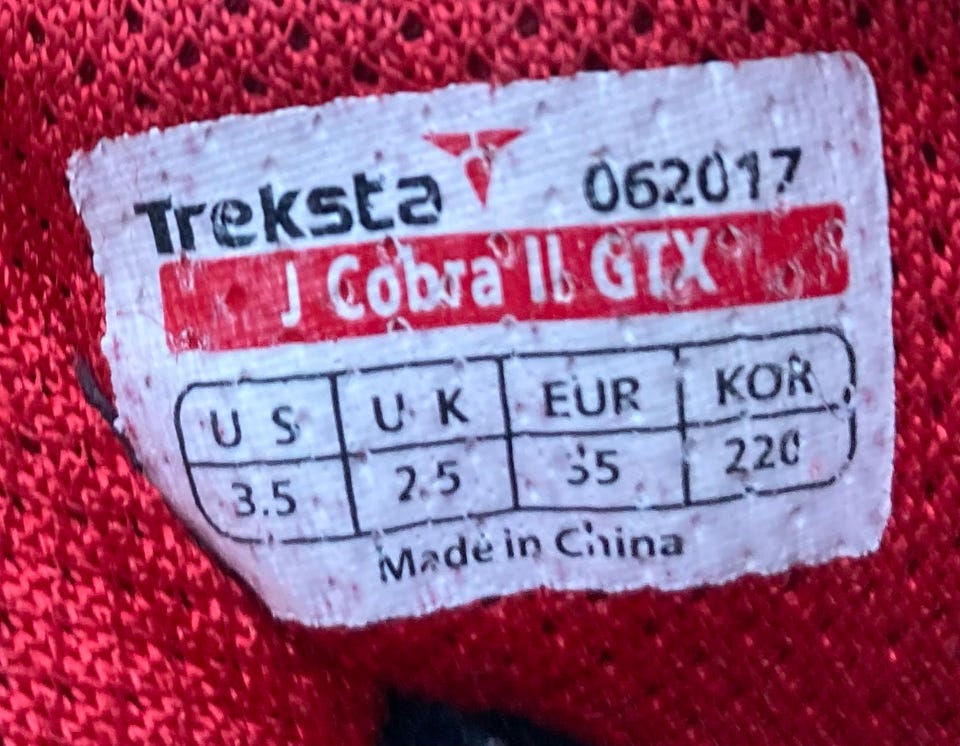 Treksta 062017
J Cobra II GTX
US UK EUR KOR
3.5 2.5 35 220
Made in China